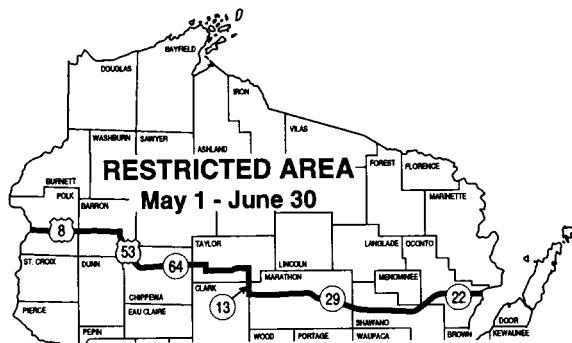 BAYFIELD
DOUGLAS
IRON
VILAS
WASHBURN
SAWYER
ASHLAND
FOREST
FLORENCE
RESTRICTED AREA
May 1 - June 30
BURNETT
POLK
BARRON
MARINETTE
8
53
64
TAYLOR
LINCOLN
LANGLADE
OCONTO
ST. CROIX
DUNN
CHIPPEWA
CLARK
MARATHON
MENOMINEE
13
29
22
PIERCE
PEPIN
EAU CLAIRE
WOOD
PORTAGE
SHAWANO
WAUPACA
BROWN
DOOR
KEWAUNEE